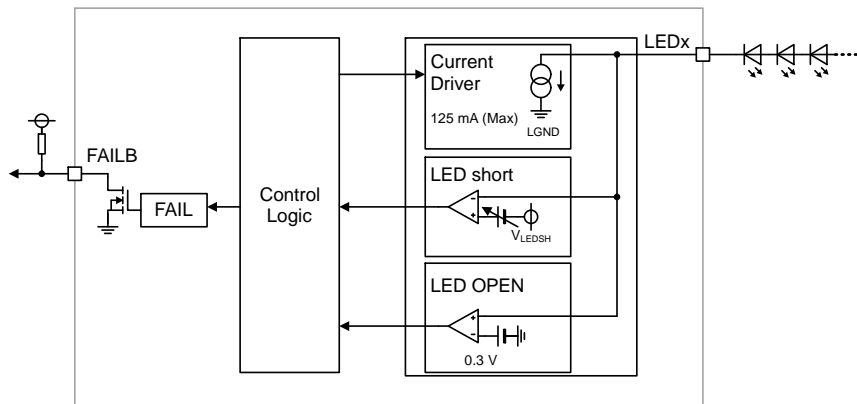 LEDx
Current
Driver
125 mA (Max)
LGND
FAILB
FAIL
Control
Logic
LED short
-
+
VLEDSH
LED OPEN
+
-
0.3 V